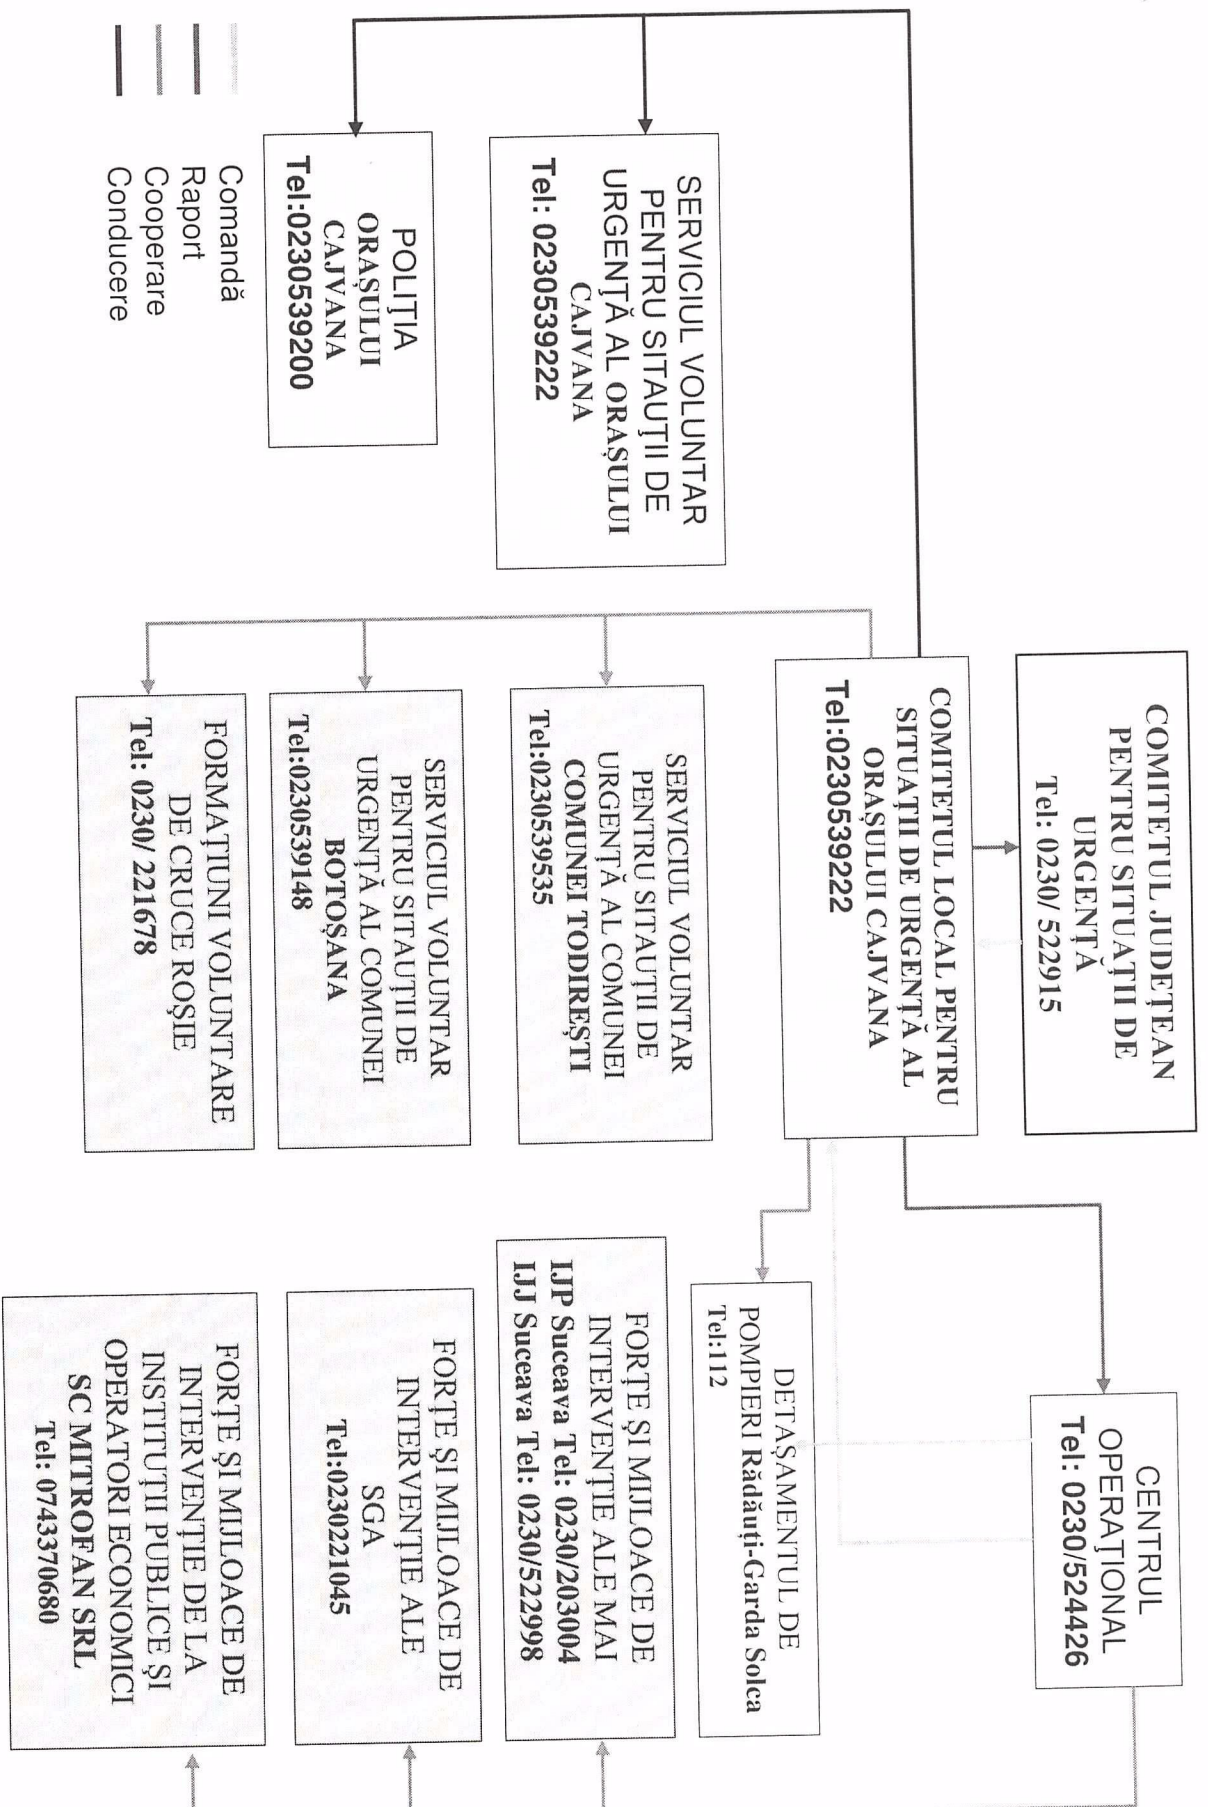 COMITETUL JUDEȚEAN
PENTRU SITUAȚII DE
URGENȚĂ
Tel: 0230/ 522915
COMITETUL LOCAL PENTRU
SITUAȚII DE URGENȚĂ AL
ORAȘULUI CAJVANA
Tel:0230539222
CENTRUL
OPERAȚIONAL
Tel: 0230/524426
SERVICIUL VOLUNTAR
PENTRU SITAUȚII DE
URGENȚĂ AL ORAȘULUI
CAJVANA
Tel: 0230539222
POLIȚIA
ORAȘULUI
CAJVANA
Tel:0230539200
SERVICIUL VOLUNTAR
PENTRU SITAUȚII DE
URGENȚĂ AL COMUNEI
COMUNEI TODIREȘTI
Tel:0230539535
SERVICIUL VOLUNTAR
PENTRU SITAUȚII DE
URGENȚĂ AL COMUNEI
BOTOȘANA
Tel:0230539148
FORMAȚIUNI VOLUNTARE
DE CRUCE ROȘIE
Tel: 0230/ 221678
DETAȘAMENTUL DE
POMPIERI Rădăuți-Garda Solca
Tel:112
FORȚE ȘI MIJLOACE DE
INTERVENȚIE ALE MAI
IJP Suceava Tel: 0230/203004
IJJ Suceava Tel: 0230/522998
FORȚE ȘI MIJLOACE DE
INTERVENȚIE ALE
SGA
Tel:0230221045
FORȚE ȘI MIJLOACE DE
INTERVENȚIE DE LA
INSTITUȚII PUBLICE ȘI
OPERATORI ECONOMICI
SC MITROFAN SRL
Tel: 0743370680
Comandă
Raport
Cooperare
Conducere